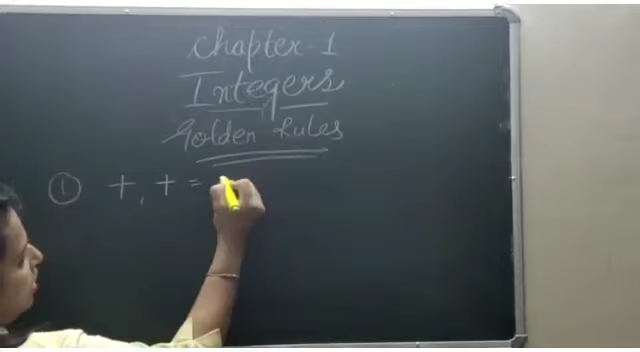 Chapter-1
Integers
Golden Rules
① +, + =